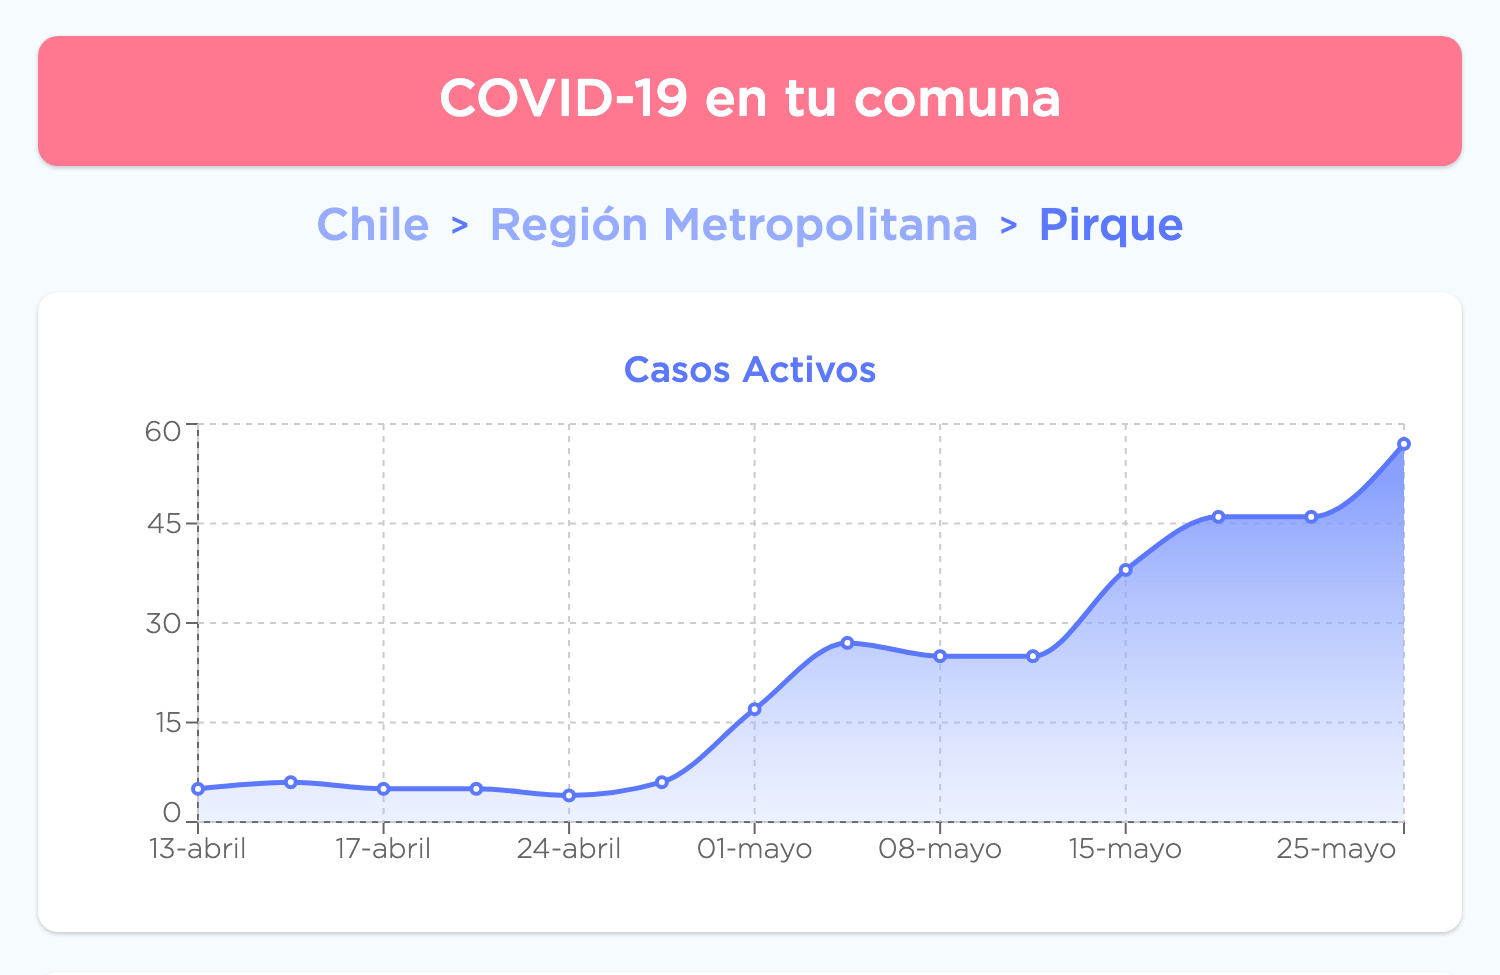 COVID-19 en tu comuna
Chile > Región Metropolitana > Pirque
Casos Activos
60
45
30
15
0
13-abril 17-abril 24-abril 01-mayo 08-mayo 15-mayo 25-mayo